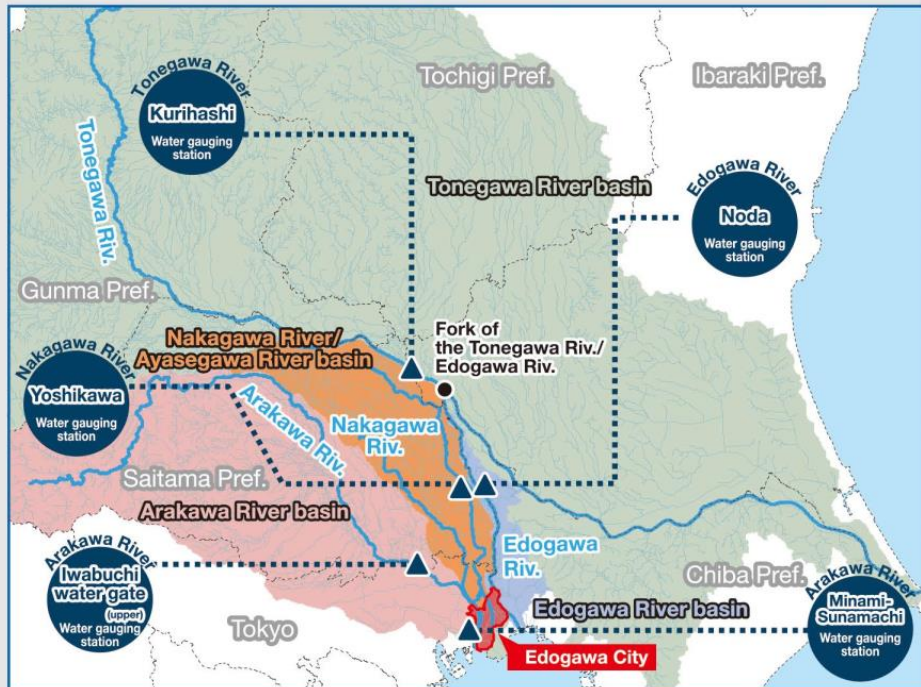 Tonegawa River
Kurihashi
Water gauging
station
Tochigi Pref.
Ibaraki Pref.
Tonegawa Riv.
Tonegawa River basin
Edogawa River
Noda
Water gauging
station
Gunma Pref.
Nakagawa River/
Ayasegawa River basin
Fork of
the Tonegawa Riv./
Edogawa Riv.
Nakagawa River
Yoshikawa
Water gauging
station
Arakawa Riv.
Nakagawa
Riv.
Saitama Pref.
Arakawa River basin
Edogawa
Riv.
Arakawa River
Iwabuchi
water gate
(upper)
Water gauging
station
Tokyo
Chiba Pref.
Edogawa River basin
Edogawa City
Arakawa River
Minami-
Sunamachi
Water gauging
station